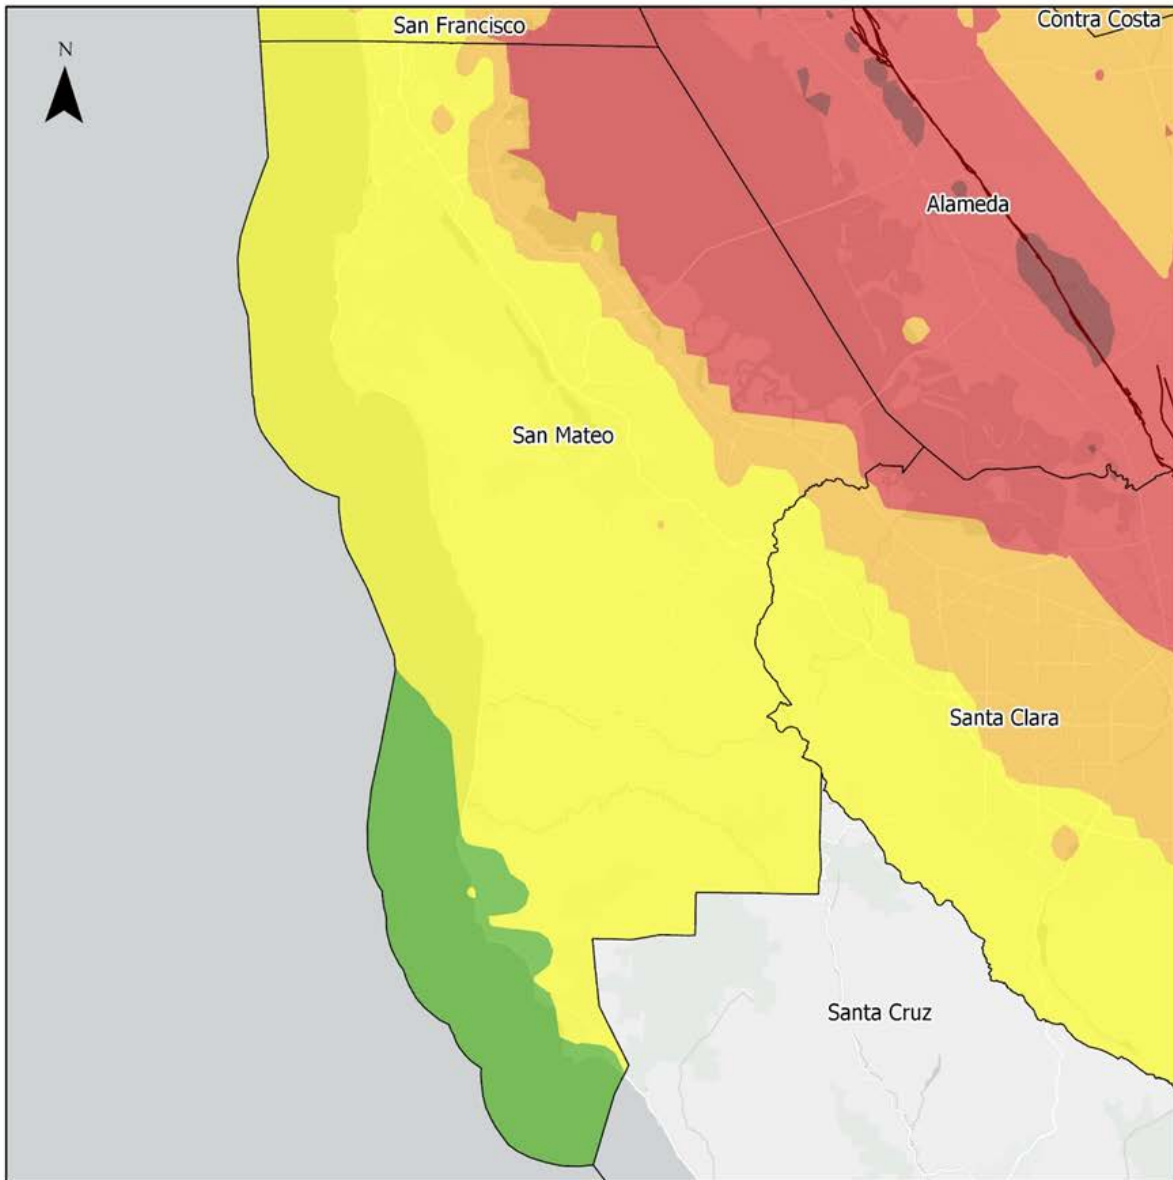 San Francisco
Contra Costa
N
Alameda
San Mateo
Santa Clara
Santa Cruz